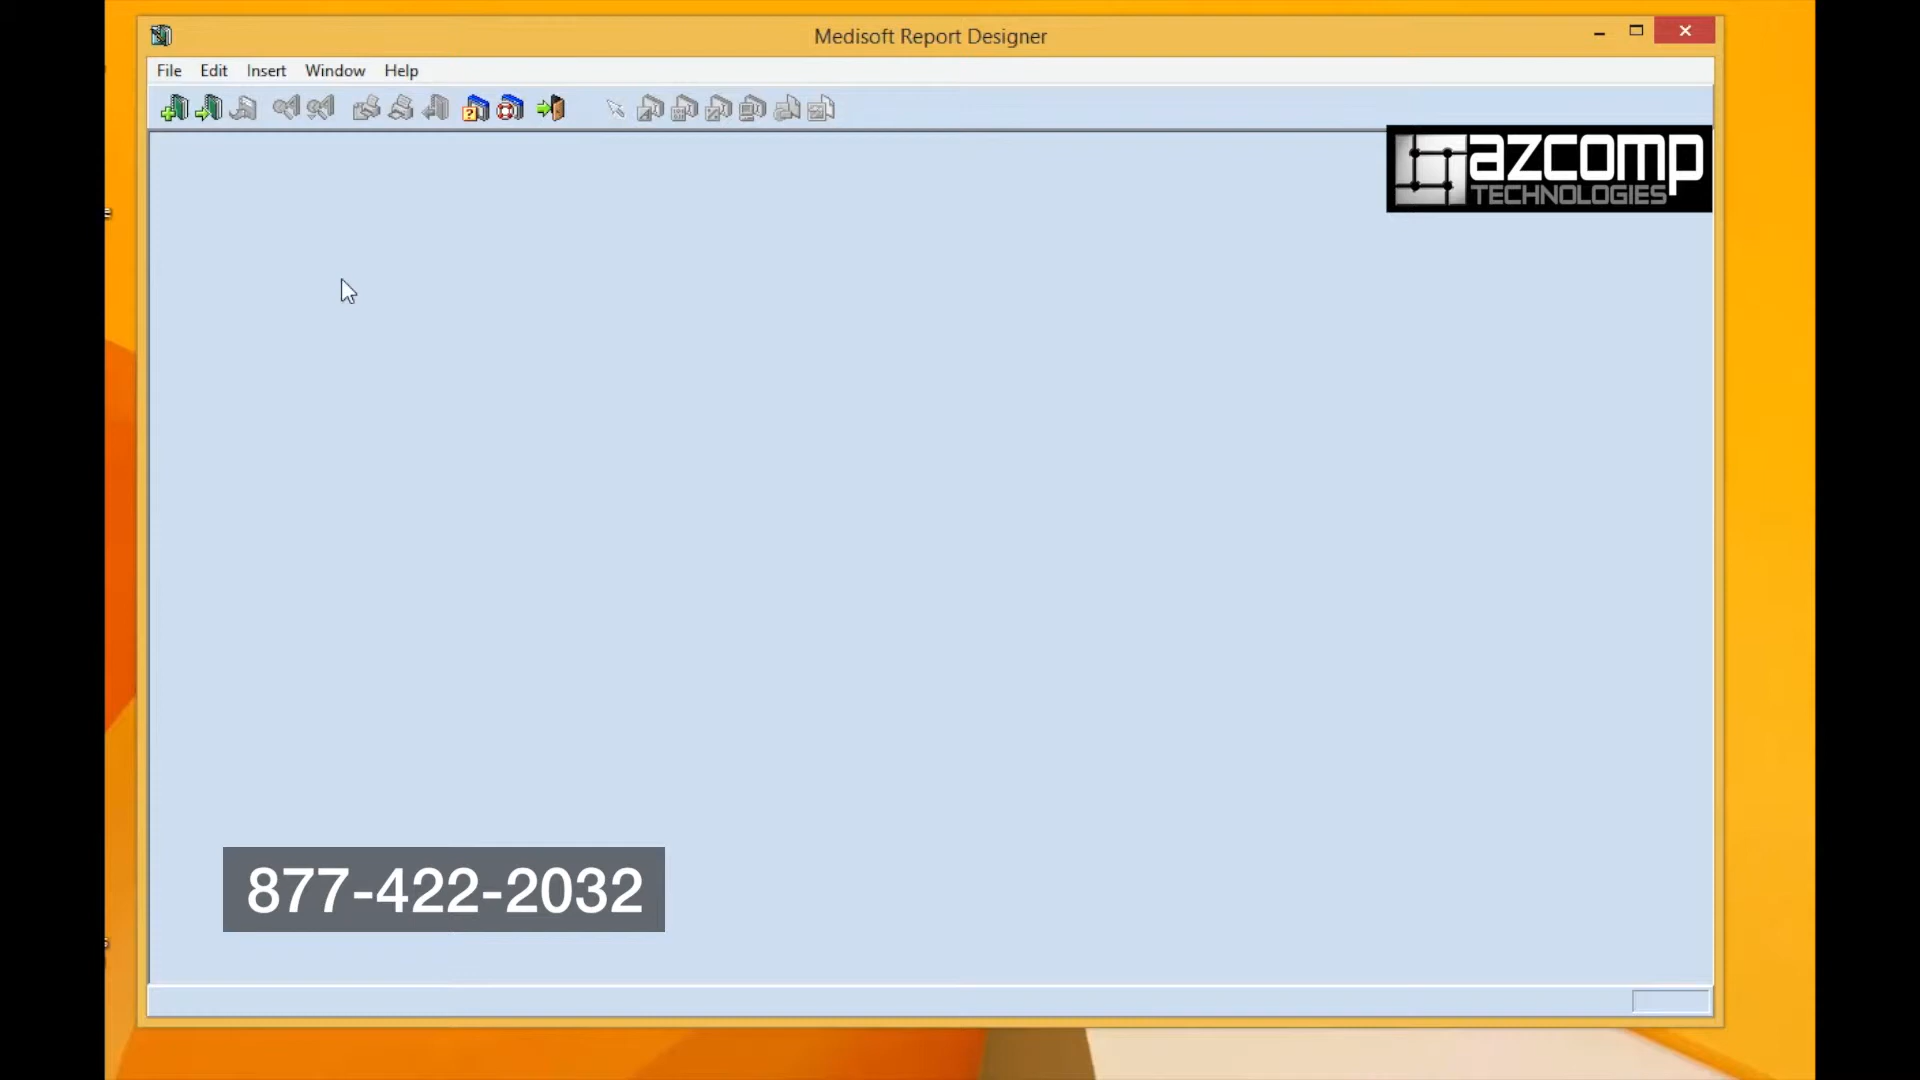 Medisoft Report Designer
File Edit Insert Window Help
azcomp
TECHNOLOGIES
877-422-2032